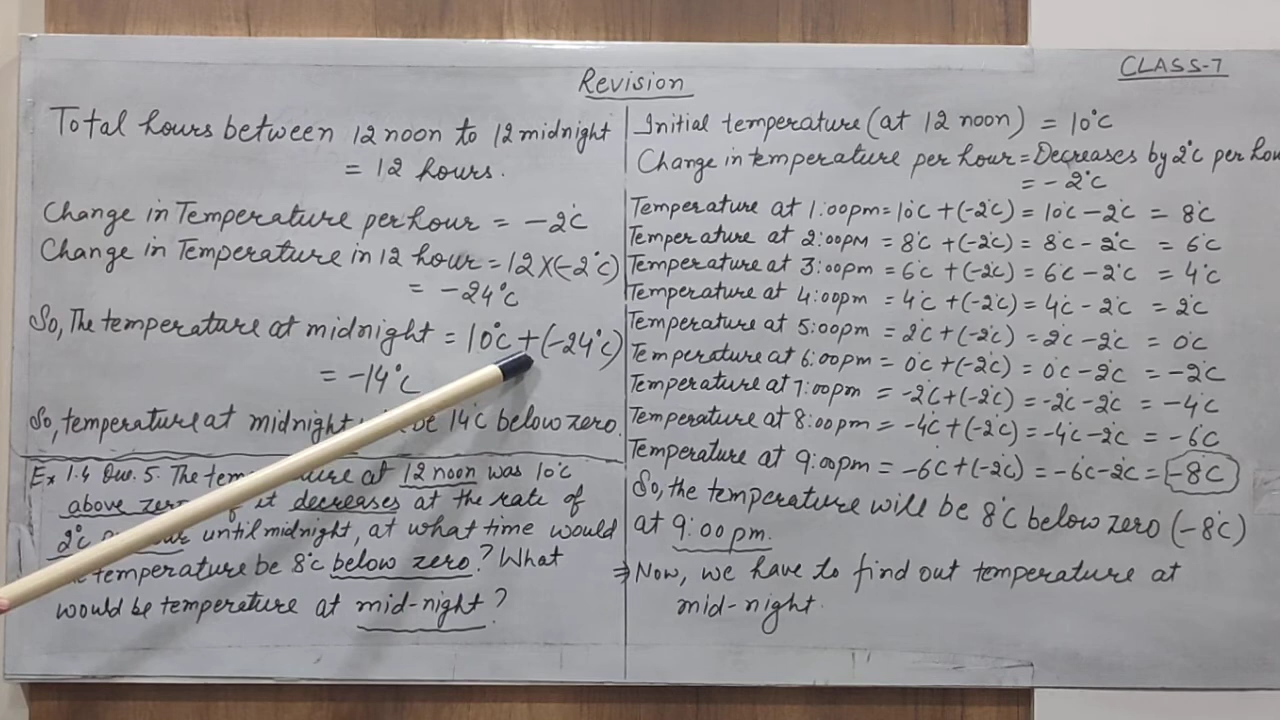 Revision
CLASS-7
Total hours between 12 noon to 12 midnight
= 12 hours.
Change in Temperature per hour = -2°C
Change in Temperature in 12 hour = 12 X(-2°C)
= -24°C
So, The temperature at midnight = 10°C + (-24°C)
= -14°C
So, temperature at midnight be 14°C below zero.
Ex 1.4 Que. 5. The at 12 noon was 10°C
above it decreases at the rate of
2°C until midnight, at what time would
temperature be 8°C below zero? What
would be temperature at mid-night?
Initial temperature (at 12 noon) = 10°C
Change in temperature per hour = Decreases by 2°C per hou
= -2°C
Temperature at 1:00pm = 10°C + (-2°C) = 10°C - 2°C = 8°C
Temperature at 2:00pm = 8°C + (-2°C) = 8°C - 2°C = 6°C
Temperature at 3:00pm = 6°C + (-2°C) = 6°C - 2°C = 4°C
Temperature at 4:00pm = 4°C + (-2°C) = 4°C - 2°C = 2°C
Temperature at 5:00pm = 2°C + (-2°C) = 2°C - 2°C = 0°C
Temperature at 6:00pm = 0°C + (-2°C) = 0°C - 2°C = -2°C
Temperature at 7:00pm = -2°C + (-2°C) = -2°C - 2°C = -4°C
Temperature at 8:00pm = -4°C + (-2°C) = -4°C - 2°C = -6°C
Temperature at 9:00pm = -6°C + (-2°C) = -6°C - 2°C = -8°C
So, the temperature will be 8°C below zero (-8°C)
at 9:00 pm.
⇒ Now, we have to find out temperature at
mid-night.